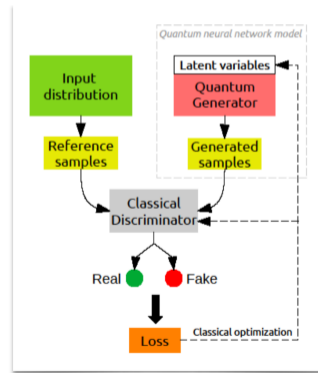 Quantum neural network model
Latent variables
Input
distribution
Quantum
Generator
Reference
samples
Generated
samples
Classical
Discriminator
Real
Fake
Classical optimization
Loss